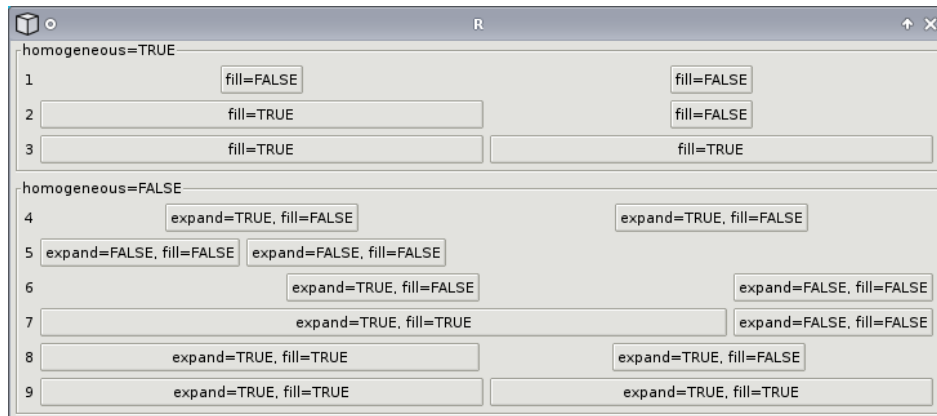 R
homogeneous=TRUE
1 fill=FALSE fill=FALSE
2 fill=TRUE fill=FALSE
3 fill=TRUE fill=TRUE
homogeneous=FALSE
4 expand=TRUE, fill=FALSE expand=TRUE, fill=FALSE
5 expand=FALSE, fill=FALSE expand=FALSE, fill=FALSE
6 expand=TRUE, fill=FALSE expand=FALSE, fill=FALSE
7 expand=TRUE, fill=TRUE expand=FALSE, fill=FALSE
8 expand=TRUE, fill=TRUE expand=TRUE, fill=FALSE
9 expand=TRUE, fill=TRUE expand=TRUE, fill=TRUE